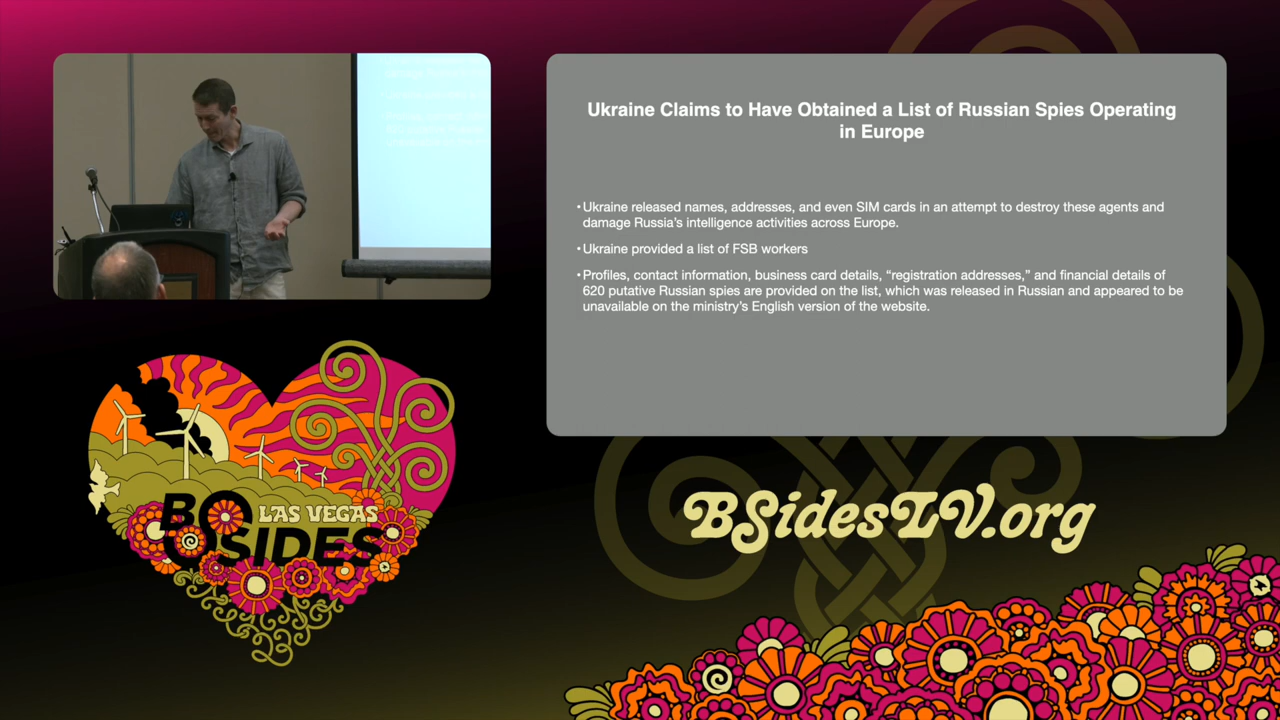 Ukraine Claims to Have Obtained a List of Russian Spies Operating
in Europe
•Ukraine released names, addresses, and even SIM cards in an attempt to destroy these agents and
damage Russia's intelligence activities across Europe.
•Ukraine provided a list of FSB workers
•Profiles, contact information, business card details, “registration addresses,” and financial details of
620 putative Russian spies are provided on the list, which was released in Russian and appeared to be
unavailable on the ministry's English version of the website.
LAS VEGAS
BSIDES
BSidesLV.org